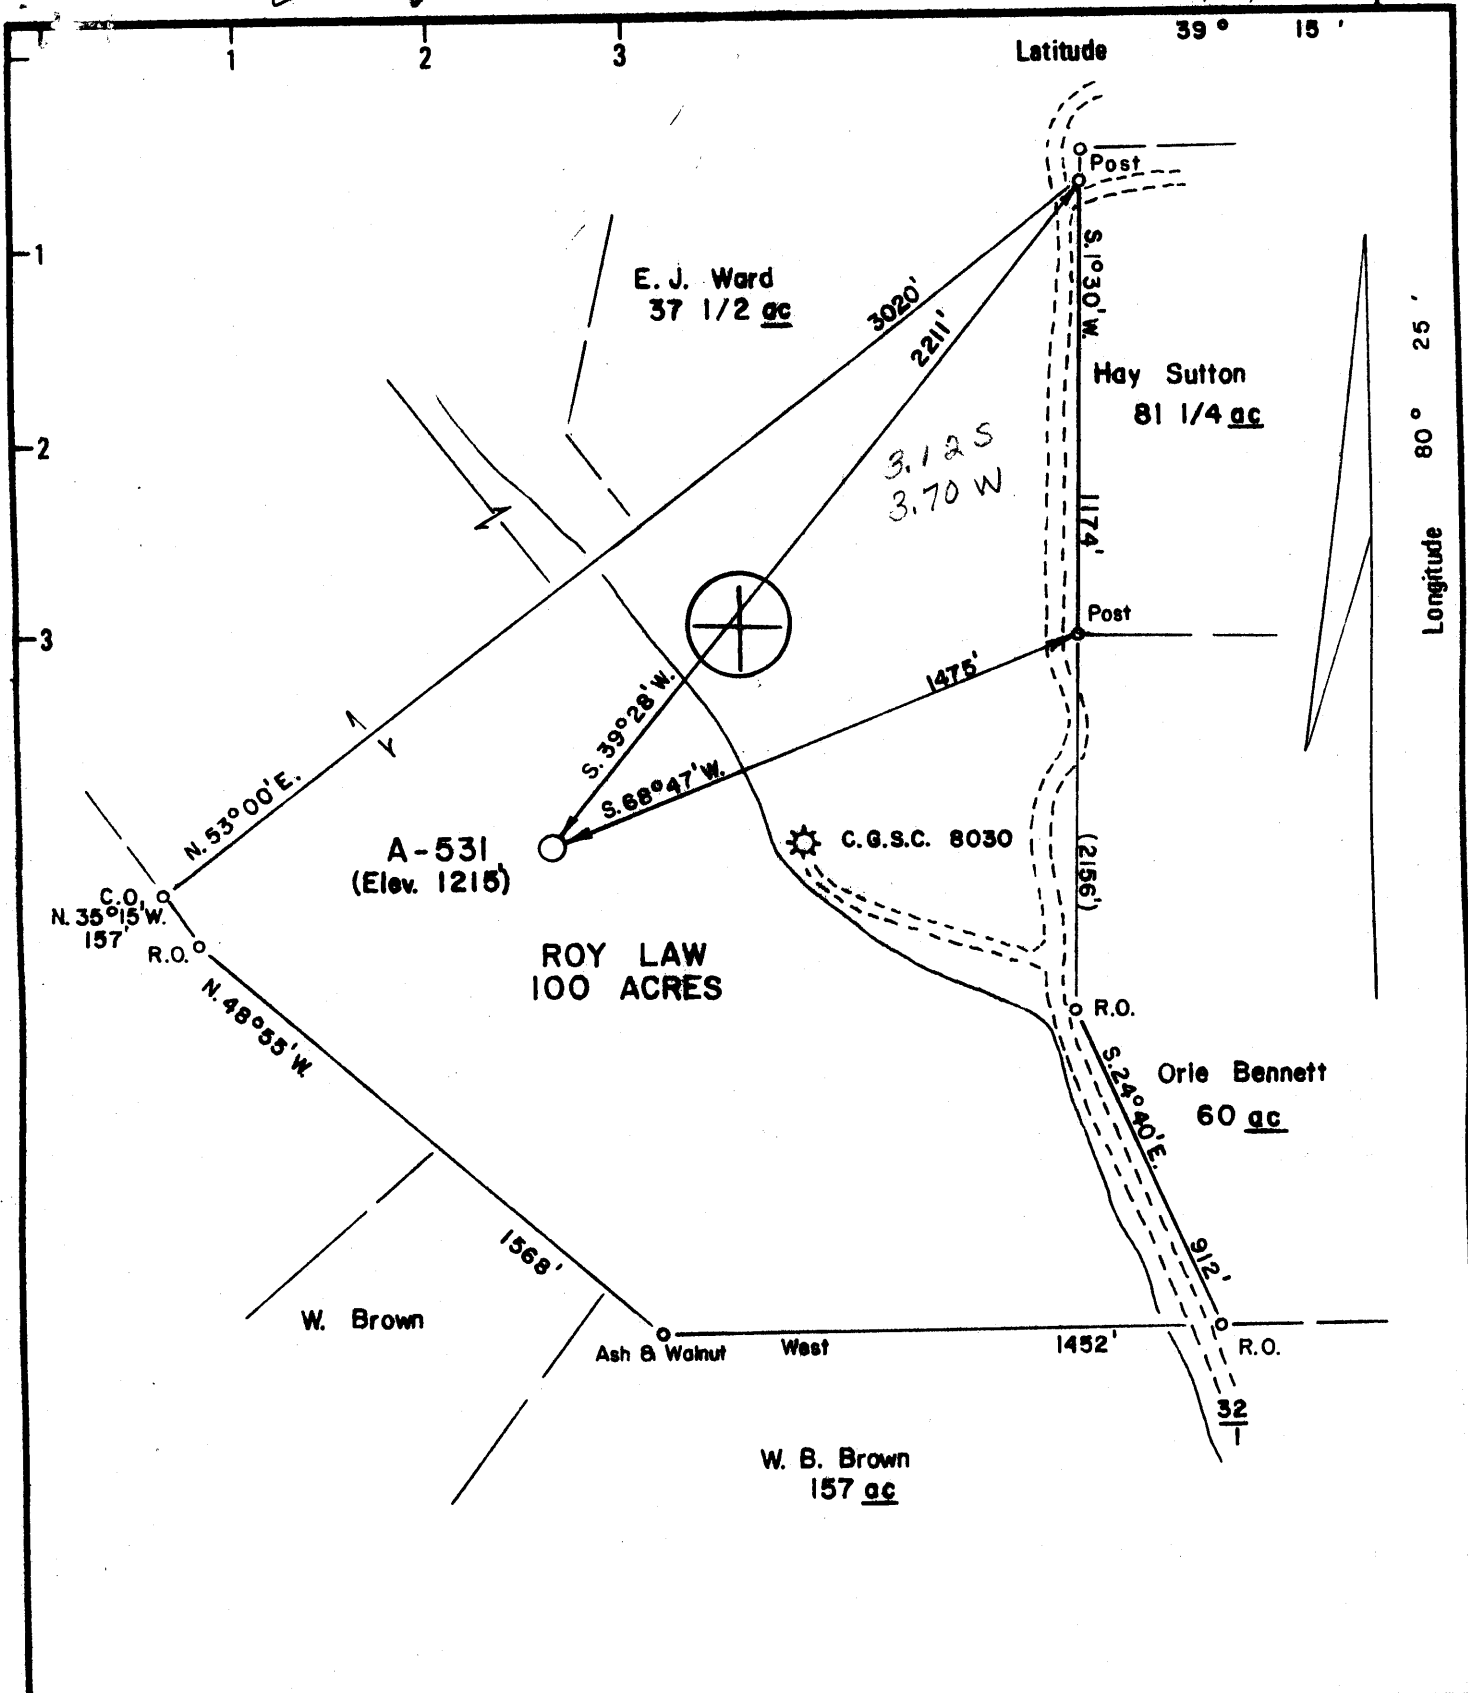 39° 15 '
Latitude
1 2 3
Post
1
E. J. Ward
37 1/2 ac
3020'
2211'
S. 1° 30' W.
Hay Sutton
81 1/4 ac
Longitude 80° 25 '
2
3.12 S
3.70 W
1174'
Post
3
1475'
S. 39° 28' W.
S. 68° 47' W.
N. 53° 00' E.
A-531
(Elev. 1215')
C.G.S.C. 8030
(2156')
C.O.
N. 35° 15' W.
157'
R.O.
ROY LAW
100 ACRES
N. 48° 55' W.
R.O.
S. 24° 40' E.
Orie Bennett
60 ac
1568'
912'
W. Brown
Ash & Walnut
West
1452'
R.O.
32
1
W. B. Brown
157 ac